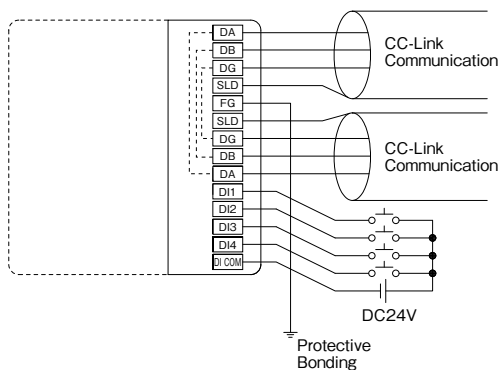 DA
DB
DG
SLD
FG
SLD
DG
DB
DA
DI1
DI2
DI3
DI4
DI COM
CC-Link
Communication
CC-Link
Communication
DC24V
Protective
Bonding